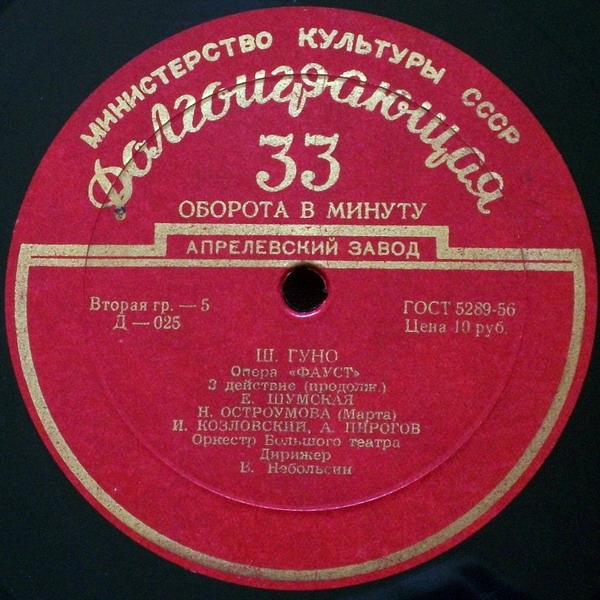 МИНИСТЕРСТВО КУЛЬТУРЫ СССР
Долгоиграющая
33
ОБОРОТА В МИНУТУ
АПРЕЛЕВСКИЙ ЗАВОД
Вторая гр. — 5
Д — 025
ГОСТ 5289-56
Цена 10 руб.
Ш. ГУНО
Опера «ФАУСТ»
3 действие (продолж.)
Е. ШУМСКАЯ
Н. ОСТРОУМОВА (Марта)
И. КОЗЛОВСКИЙ, А. ПИРОГОВ
Оркестр Большого театра
Дирижер
В. Небольсин